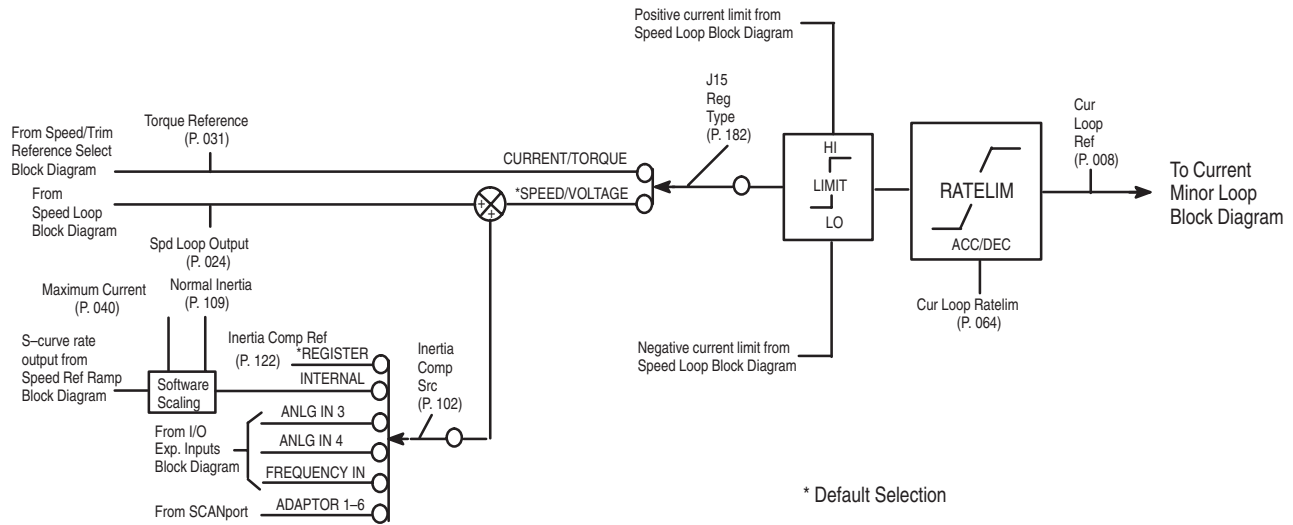 Positive current limit from
Speed Loop Block Diagram
J15
Reg
Type
(P. 182)
Cur
Loop
Ref
(P. 008)
Torque Reference
(P. 031)
From Speed/Trim
Reference Select
Block Diagram
CURRENT/TORQUE
HI
LIMIT
LO
RATELIM
ACC/DEC
To Current
Minor Loop
Block Diagram
From
Speed Loop
Block Diagram
*SPEED/VOLTAGE
+
+
Spd Loop Output
(P. 024)
Cur Loop Ratelim
(P. 064)
Maximum Current
(P. 040)
Normal Inertia
(P. 109)
S–curve rate
output from
Speed Ref Ramp
Block Diagram
Software
Scaling
Inertia Comp Ref
(P. 122)
*REGISTER
INTERNAL
Inertia
Comp
Src
(P. 102)
Negative current limit from
Speed Loop Block Diagram
From I/O
Exp. Inputs
Block Diagram
ANLG IN 3
ANLG IN 4
FREQUENCY IN
From SCANport
ADAPTOR 1–6
* Default Selection